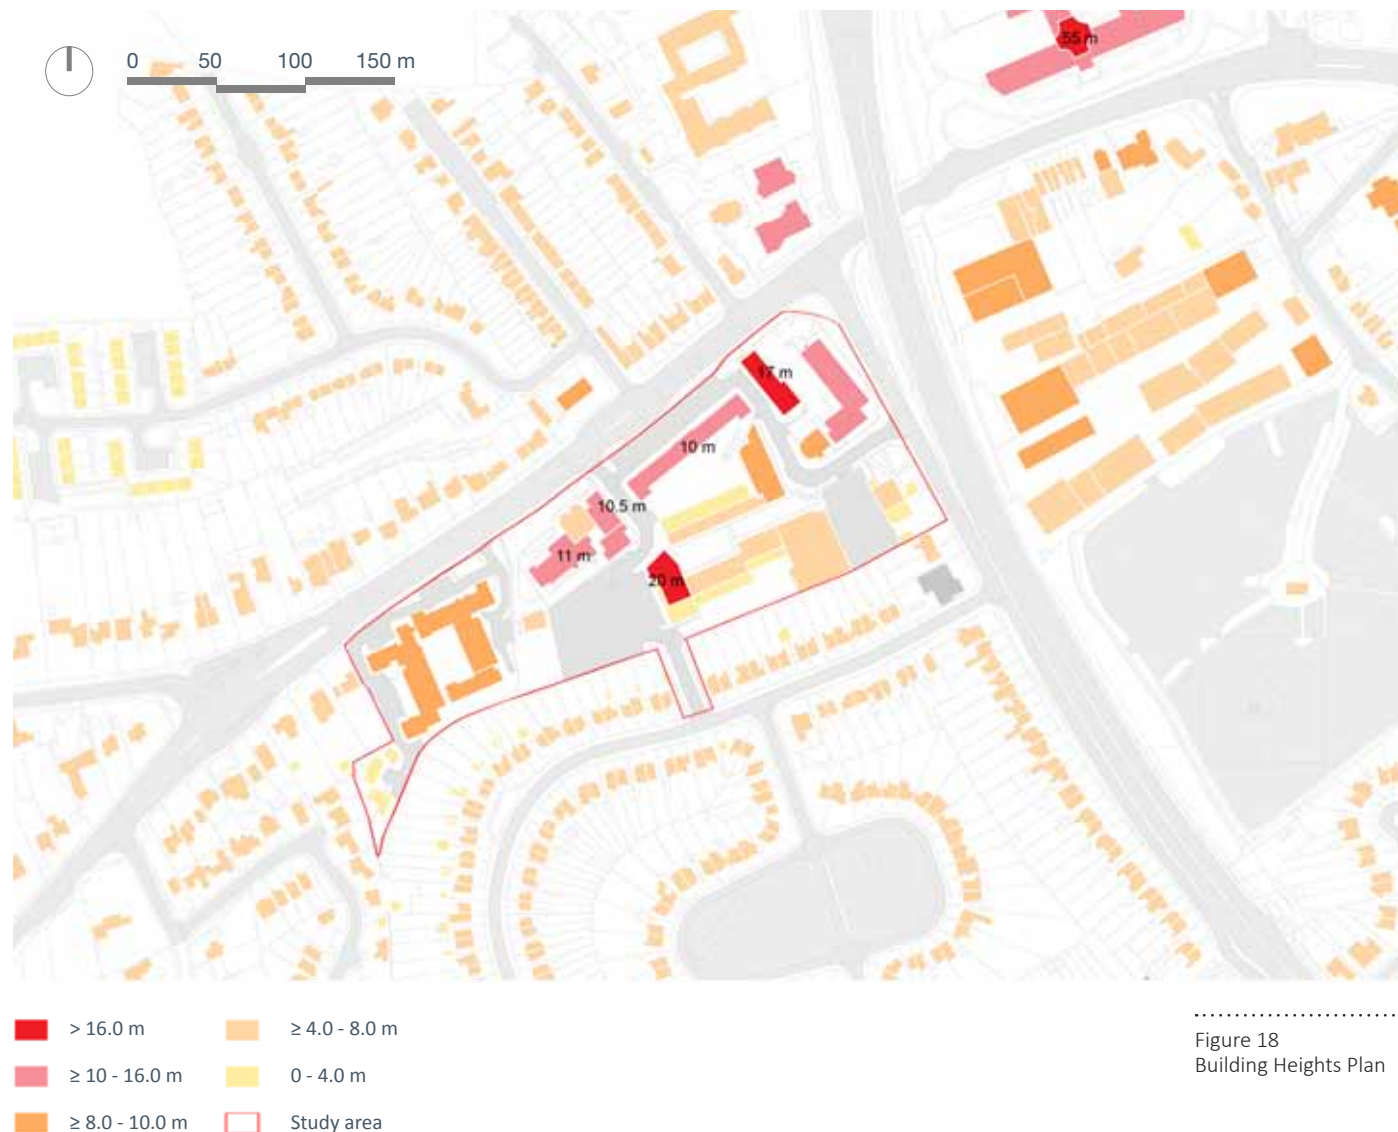 0 50 100 150 m
55 m
17 m
10 m
10.5 m
11 m
20 m
> 16.0 m
≥ 4.0 - 8.0 m
≥ 10 - 16.0 m
0 - 4.0 m
≥ 8.0 - 10.0 m
Study area
Figure 18
Building Heights Plan